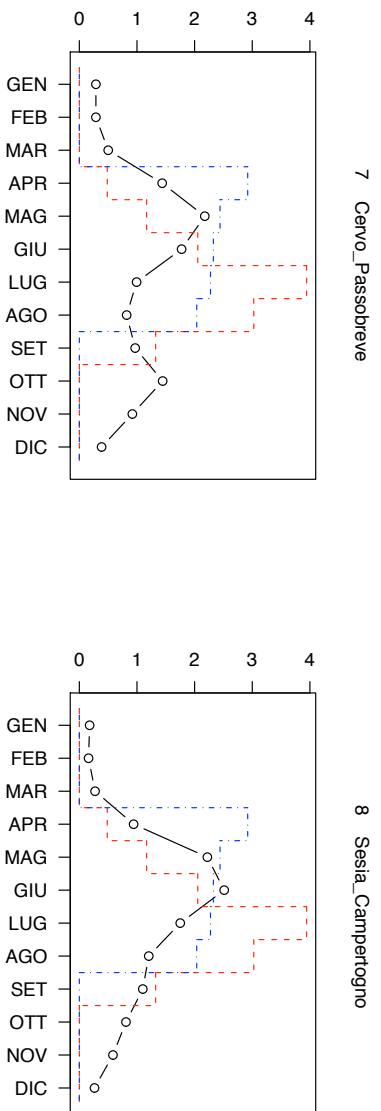 7 Cervo_Passobreve
0 1 2 3 4
GEN
FEB
MAR
APR
MAG
GIU
LUG
AGO
SET
OTT
NOV
DIC
8 Sesia_Campertogno
0 1 2 3 4
GEN
FEB
MAR
APR
MAG
GIU
LUG
AGO
SET
OTT
NOV
DIC